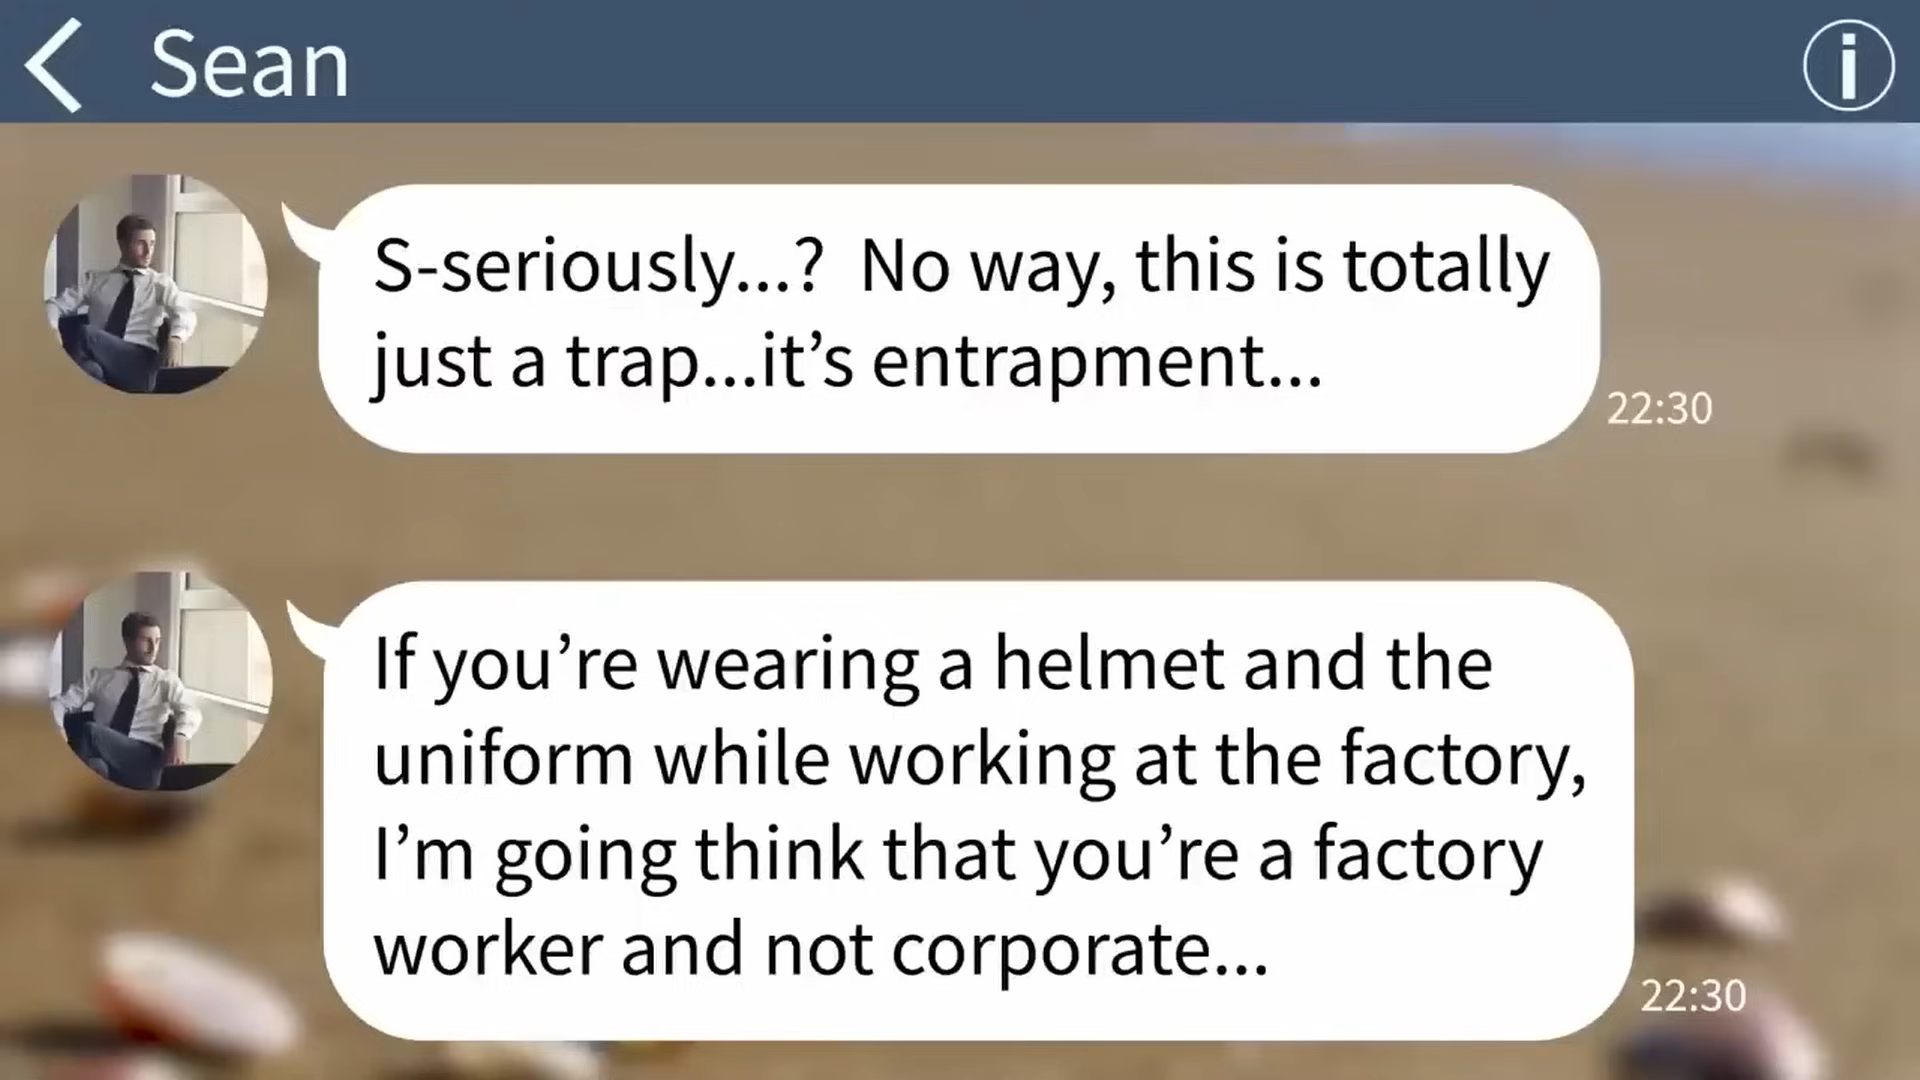 Sean
S-seriously...?  No way, this is totally
just a trap...it’s entrapment...
22:30
If you’re wearing a helmet and the
uniform while working at the factory,
I’m going think that you’re a factory
worker and not corporate...
22:30